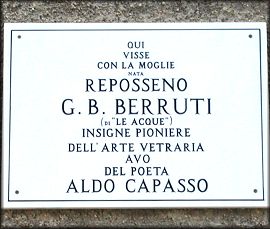 QUI
VISSE
CON LA MOGLIE
NATA
REPOSSENO
G. B. BERRUTI
(DI "LE ACQUE")
INSIGNE PIONIERE
DELL'ARTE VETRARIA
AVO
DEL POETA
ALDO CAPASSO